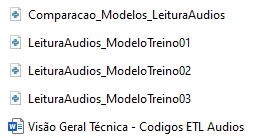 Comparacao_Modelos_LeituraAudios
LeituraAudios_ModeloTreino01
LeituraAudios_ModeloTreino02
LeituraAudios_ModeloTreino03
Visão Geral Técnica - Codigos ETL Audios